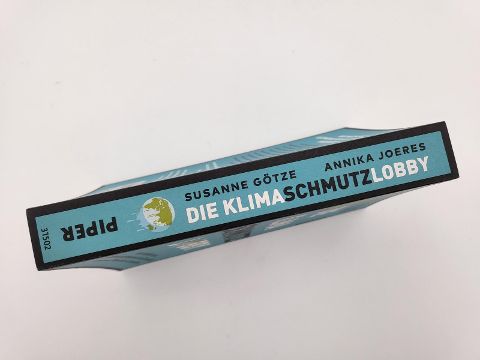 SUSANNE GÖTZE ANNIKA JOERES
DIE KLIMASCHMUTZLOBBY
PIPER
31502